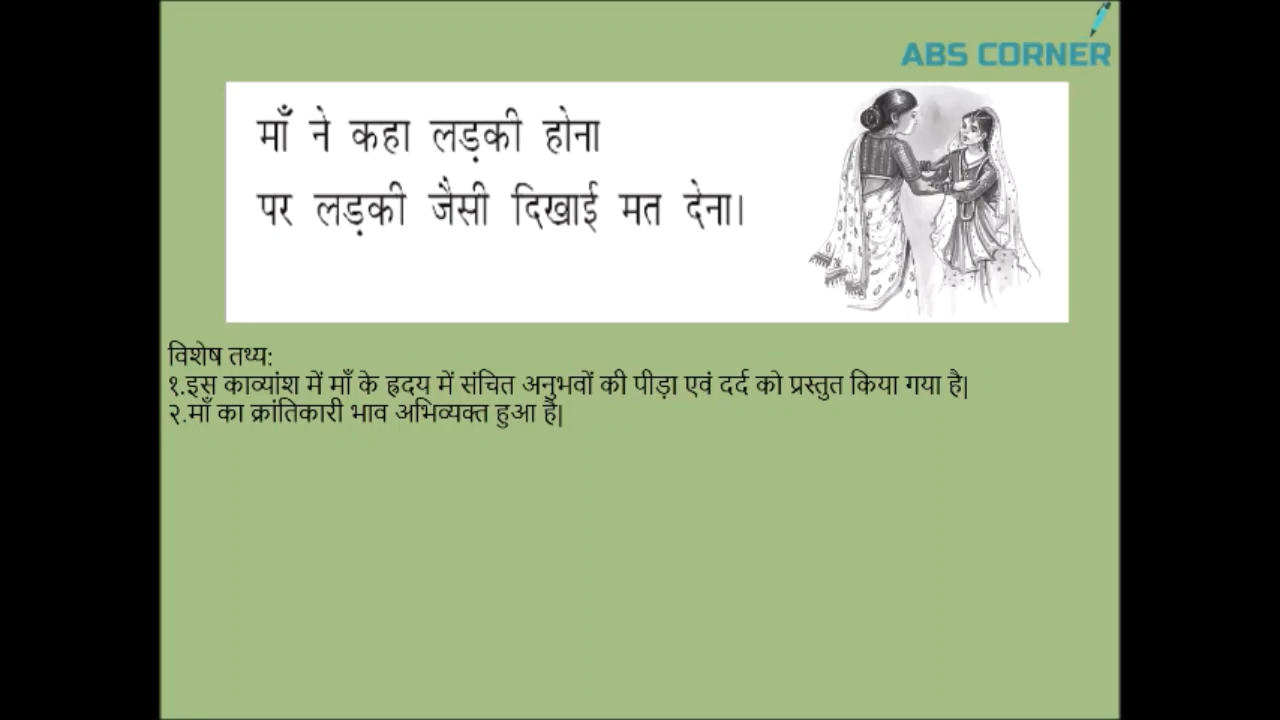 ABS CORNER
माँ ने कहा लड़की होना
पर लड़की जैसी दिखाई मत देना।
विशेष तथ्य:
१.इस काव्यांश में माँ के ह्रदय में संचित अनुभवों की पीड़ा एवं दर्द को प्रस्तुत किया गया है|
२.माँ का क्रांतिकारी भाव अभिव्यक्त हुआ है|